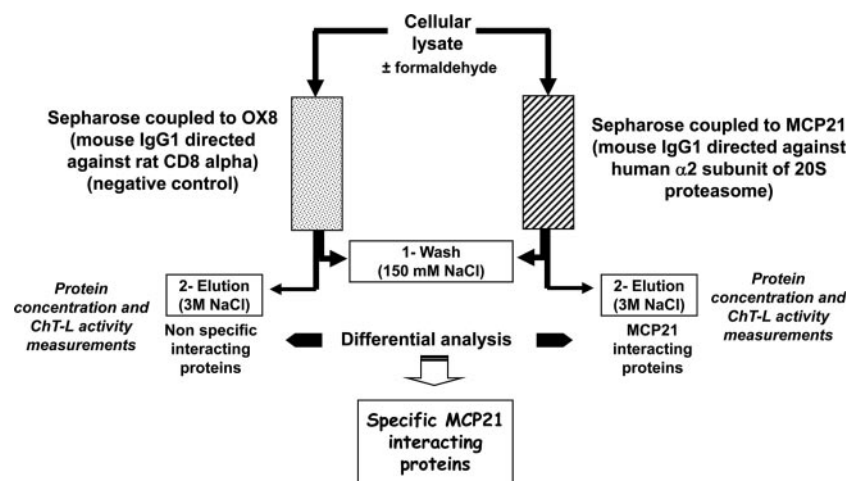 Cellular
lysate
± formaldehyde
Sepharose coupled to OX8
(mouse IgG1 directed
against rat CD8 alpha)
(negative control)
Sepharose coupled to MCP21
(mouse IgG1 directed against
human α2 subunit of 20S
proteasome)
1- Wash
(150 mM NaCl)
Protein
concentration and
ChT-L activity
measurements
2- Elution
(3M NaCl)
Non specific
interacting
proteins
2- Elution
(3M NaCl)
MCP21
interacting
proteins
Protein
concentration and
ChT-L activity
measurements
Differential analysis
Specific MCP21
interacting
proteins